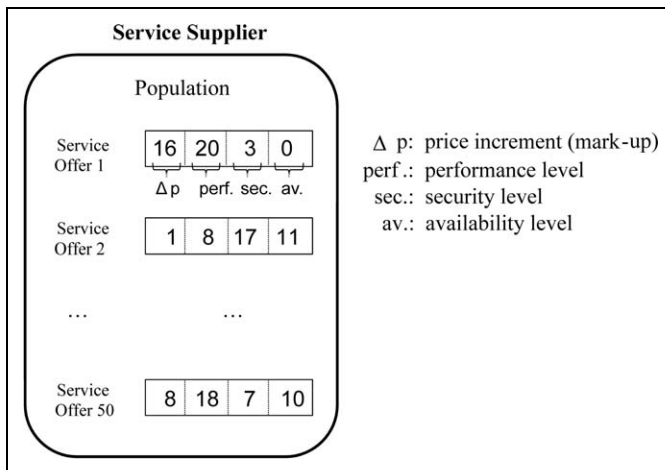 Service Supplier
Population
Service
Offer 1
16 20 3 0
Δ p perf. sec. av.
Service
Offer 2
1 8 17 11
... ...
Service
Offer 50
8 18 7 10
Δ p: price increment (mark-up)
perf.: performance level
sec.: security level
av.: availability level